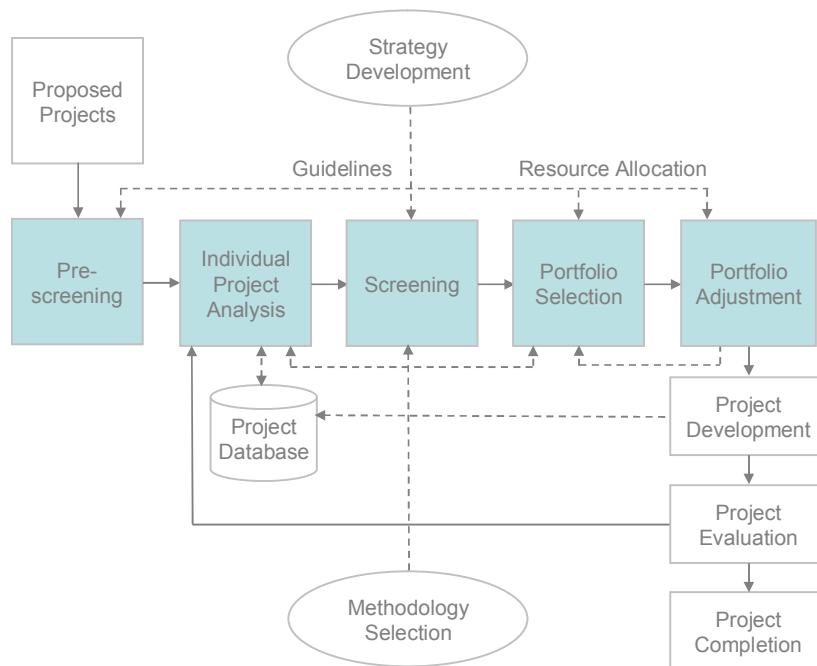 Strategy
Development
Proposed
Projects
Guidelines
Resource Allocation
Pre-
screening
Individual
Project
Analysis
Screening
Portfolio
Selection
Portfolio
Adjustment
Project
Database
Project
Development
Project
Evaluation
Methodology
Selection
Project
Completion